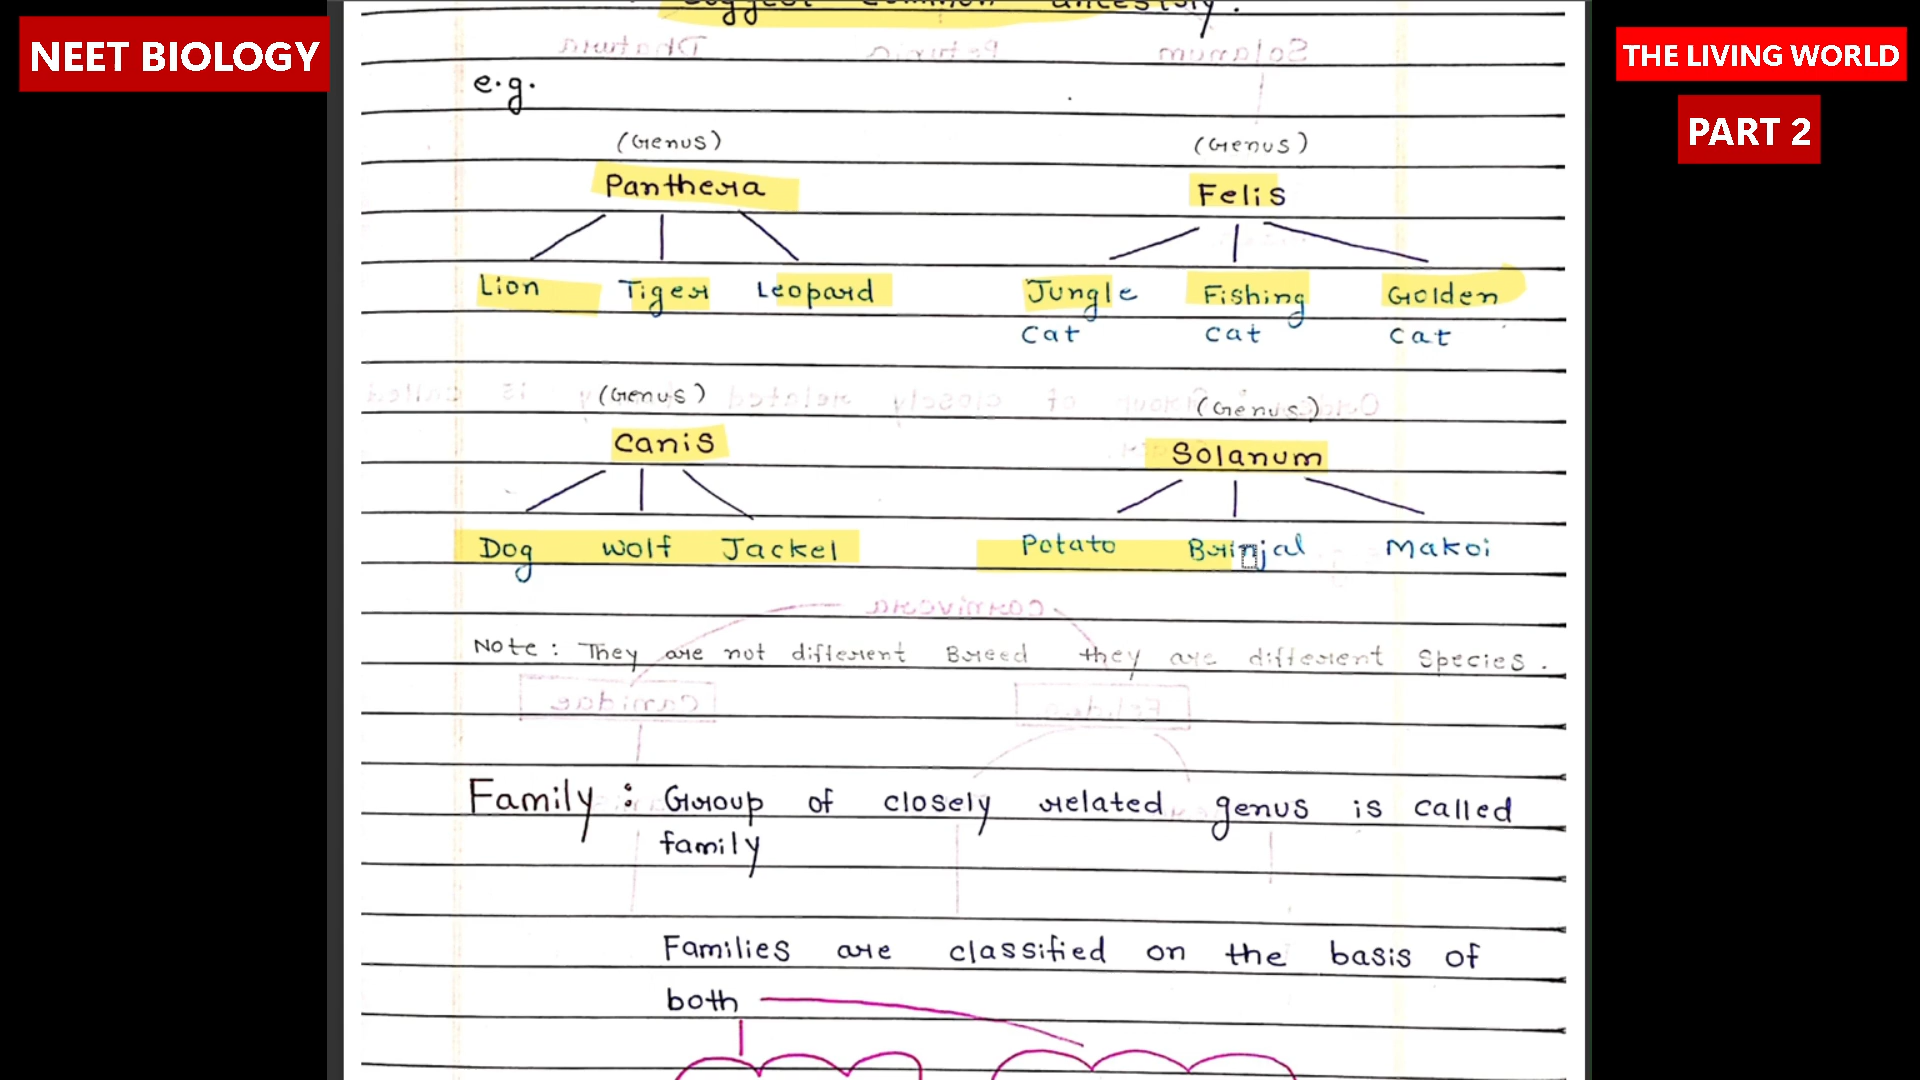 NEET BIOLOGY
THE LIVING WORLD
PART 2
suggest common ancestry.
e.g.
(Genus) (Genus)
Panthera Felis
Lion Tiger Leopard Jungle Cat Fishing Cat Golden Cat
(Genus) (Genus)
Canis Solanum
Dog Wolf Jackel Potato Brinjal Makoi
Note: They are not different Breed they are different Species.
Family: Group of closely related genus is called
family
Families are classified on the basis of
both